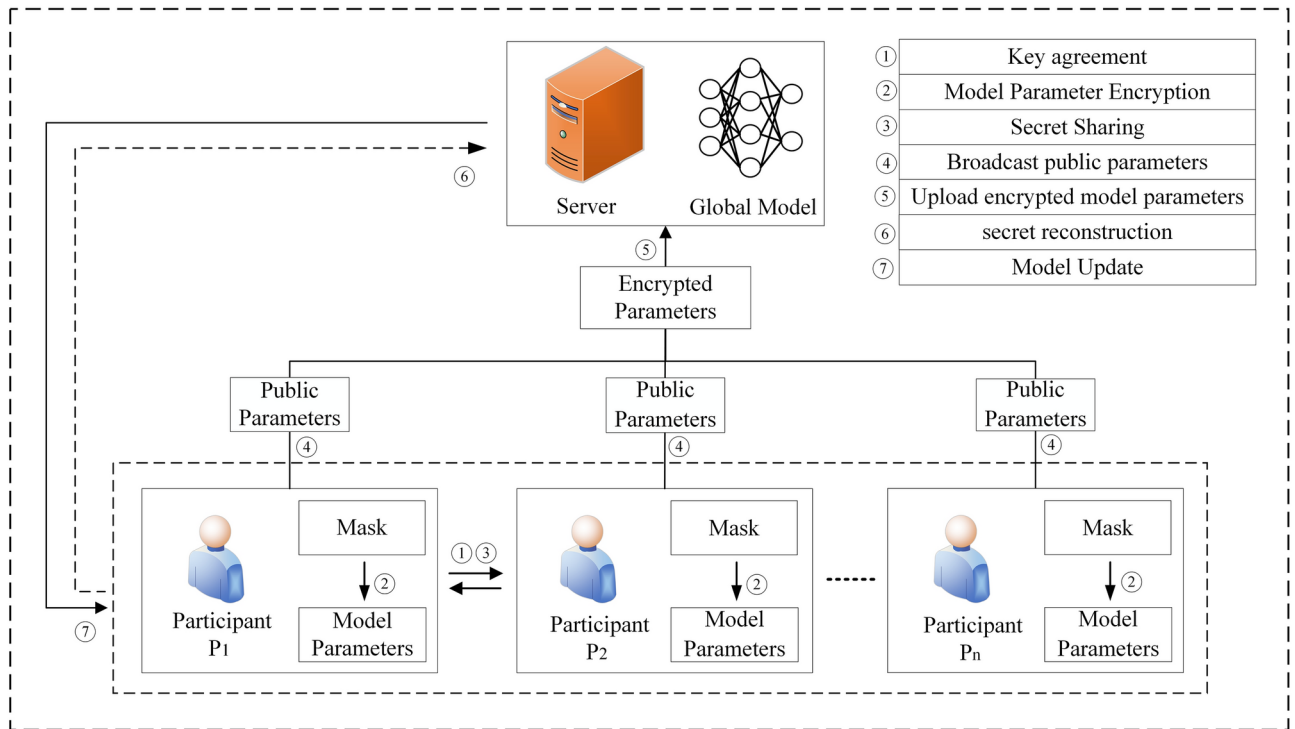 ① Key agreement
② Model Parameter Encryption
③ Secret Sharing
④ Broadcast public parameters
⑤ Upload encrypted model parameters
⑥ secret reconstruction
⑦ Model Update
⑥
Server
Global Model
⑤
Encrypted
Parameters
Public
Parameters
④
Public
Parameters
④
Public
Parameters
④
Mask
②
Participant
P1
Model
Parameters
① ③
Mask
②
Participant
P2
Model
Parameters
Mask
②
Participant
Pn
Model
Parameters
⑦